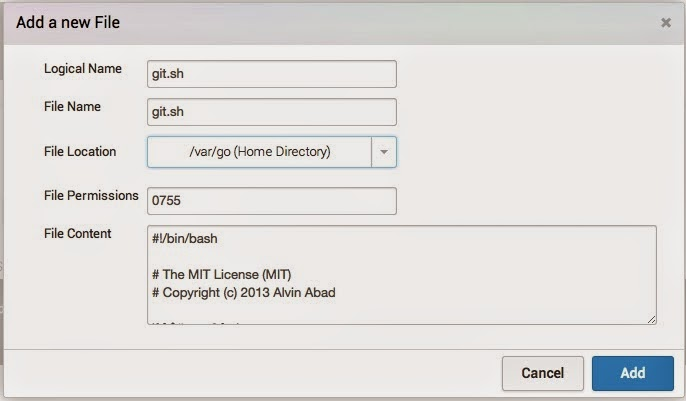 Add a new File ×
Logical Name git.sh
File Name git.sh
File Location /var/go (Home Directory)
File Permissions 0755
File Content #!/bin/bash
# The MIT License (MIT)
# Copyright (c) 2013 Alvin Abad
Cancel Add